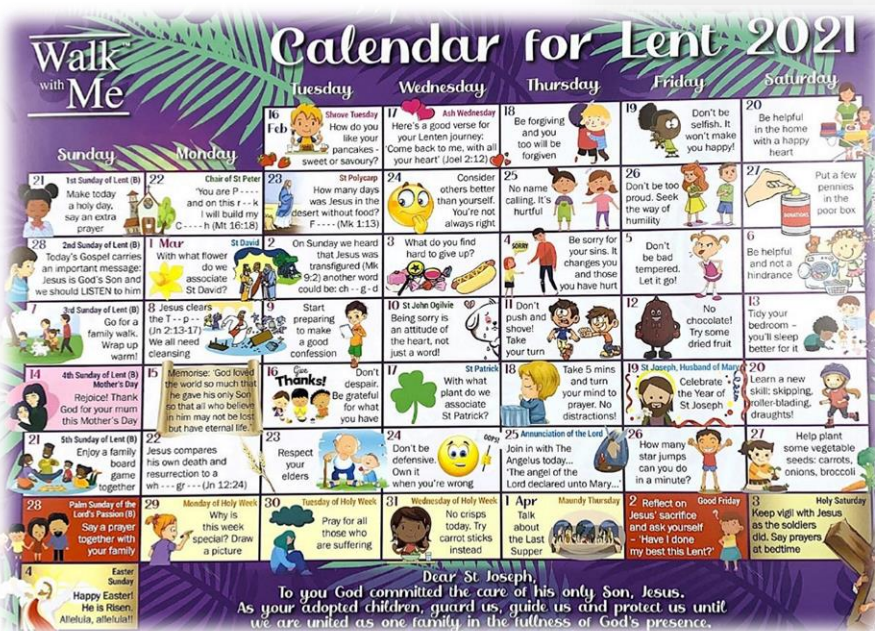 Walk
with
Me
Calendar for Lent 2021
Tuesday
Wednesday
Thursday
Friday
Saturday
Sunday
Monday
16 Shrove Tuesday
Feb How do you
like your
pancakes -
sweet or savoury?
17 Ash Wednesday
Here's a good verse for
your Lenten journey:
'Come back to me, with all
your heart' (Joel 2:12)
18
Be forgiving
and you
too will be
forgiven
19
Don't be
selfish. It
won't make
you happy!
20
Be helpful
in the home
with a happy
heart
21 1st Sunday of Lent (B)
Make today
a holy day,
say an extra
prayer
22 Chair of St Peter
'You are P----
and on this r--k
I will build my
C----h (Mt 16:18)
23 St Polycarp
How many days
was Jesus in the
desert without food?
F---- (Mk 1:13)
24 Consider
others better
than yourself.
You're not
always right
25
No name
calling. It's
hurtful
26
Don't be too
proud. Seek
the way of
humility
27
Put a few
pennies
in the
poor box
DONATIONS
28 2nd Sunday of Lent (B)
Today's Gospel carries
an important message:
Jesus is God's Son and
we should LISTEN to him
1 Mar St David
With what flower
do we
associate
St David?
2 On Sunday we heard
that Jesus was
transfigured (Mk
9:2) another word
could be: ch--g-d
3 What do you find
hard to give up?
4 SORRY
Be sorry for
your sins. It
changes you
and those
you have hurt
5
Don't
be bad
tempered.
Let it go!
6
Be helpful
and not a
hindrance
7 3rd Sunday of Lent (B)
Go for a
family walk.
Wrap up
warm!
8 Jesus clears
the T--p--
(Jn 2:13-17)
We all need
cleansing
9 Start
preparing
to make
a good
confession
10 St John Ogilvie
Being sorry is
an attitude of
the heart, not
just a word!
11 Don't
push and
shove!
Take
your turn
12
No
chocolate!
Try some
dried fruit
13
Tidy your
bedroom -
you'll sleep
better for it
14 4th Sunday of Lent (B)
Mother's Day
Rejoice! Thank
God for your mum
this Mother's Day
15
Memorise: 'God loved
the world so much that
he gave his only Son
so that all who believe
in him may not be lost
but have eternal life.'
16 Give
Thanks!
Don't
despair.
Be grateful
for what
you have
17 St Patrick
With what
plant do we
associate
St Patrick?
18 Take 5 mins
and turn
your mind
to prayer. No
distractions!
19 St Joseph, Husband of Mary
Celebrate
the Year of
St Joseph
20
Learn a new
skill: skipping,
roller-blading,
draughts!
21 5th Sunday of Lent (B)
Enjoy a family
board
game
together
22
Jesus compares
his own death and
resurrection to a
wh---gr---(Jn 12:24)
23
Respect
your
elders
24
Don't be
defensive.
Own it
when you're wrong
OOPS!
25 Annunciation of the Lord
Join in with The
Angelus today...
'The angel of the
Lord declared unto Mary...'
26
How many
star jumps
can you do
in a minute?
27 Help plant
some vegetable
seeds: carrots,
onions, broccoli
28 Palm Sunday of the
Lord's Passion (B)
Say a prayer
together with
your family
29 Monday of Holy Week
Why is
this week
special? Draw
a picture
30 Tuesday of Holy Week
Pray for all
those who
are suffering
31 Wednesday of Holy Week
No crisps
today. Try
carrot sticks
instead
1 Apr Maundy Thursday
Talk
about
the Last
Supper
2 Reflect on Good Friday
Jesus' sacrifice
and ask yourself
- 'Have I done
my best this Lent?'
3 Holy Saturday
Keep vigil with Jesus
as the soldiers
did. Say prayers
at bedtime
4 Easter
Sunday
Happy Easter!
He is Risen,
Alleluia, alleluia!!
Dear St. Joseph,
To you God committed the care of his only Son, Jesus.
As your adopted children, guard us, guide us and protect us until
we are united as one family in the fullness of God's presence.